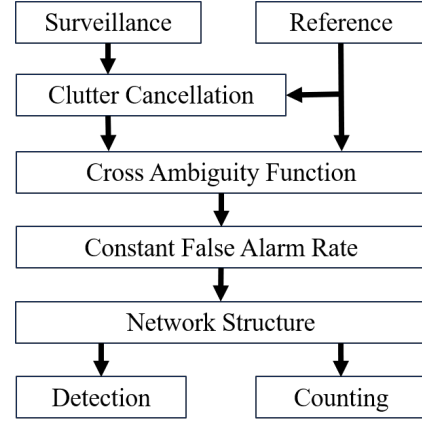 Surveillance
Reference
Clutter Cancellation
Cross Ambiguity Function
Constant False Alarm Rate
Network Structure
Detection
Counting